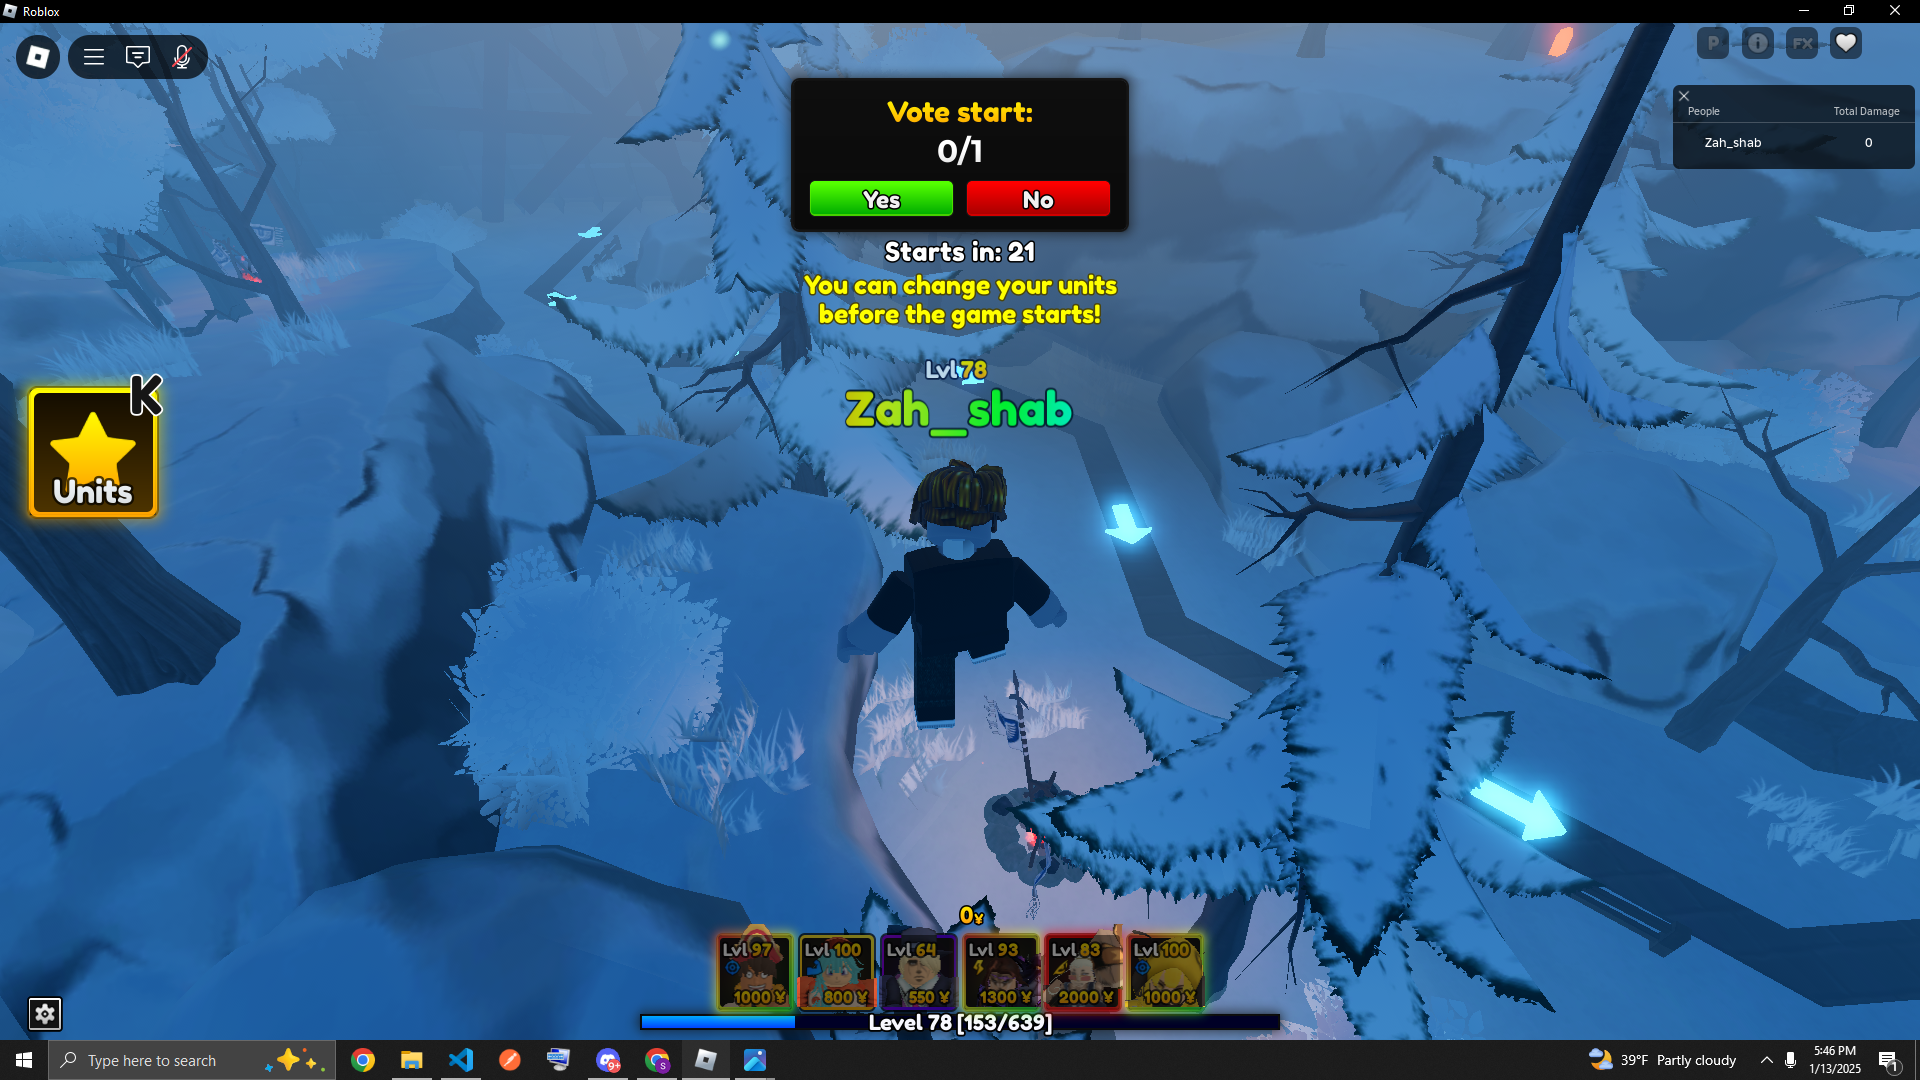 Roblox
P
i
FX
Vote start:
0/1
Yes
No
People
Total Damage
Zah_shab
0
Starts in: 21
You can change your units
before the game starts!
Lvl 78
Zah_shab
K
Units
0¥
Lvl 97
Lvl 100
Lvl 64
Lvl 93
Lvl 83
Lvl 100
1000 ¥
800 ¥
550 ¥
1300 ¥
2000 ¥
1000 ¥
Level 78 [153/639]
Type here to search
9+
S
39°F Partly cloudy
5:46 PM
1/13/2025
1